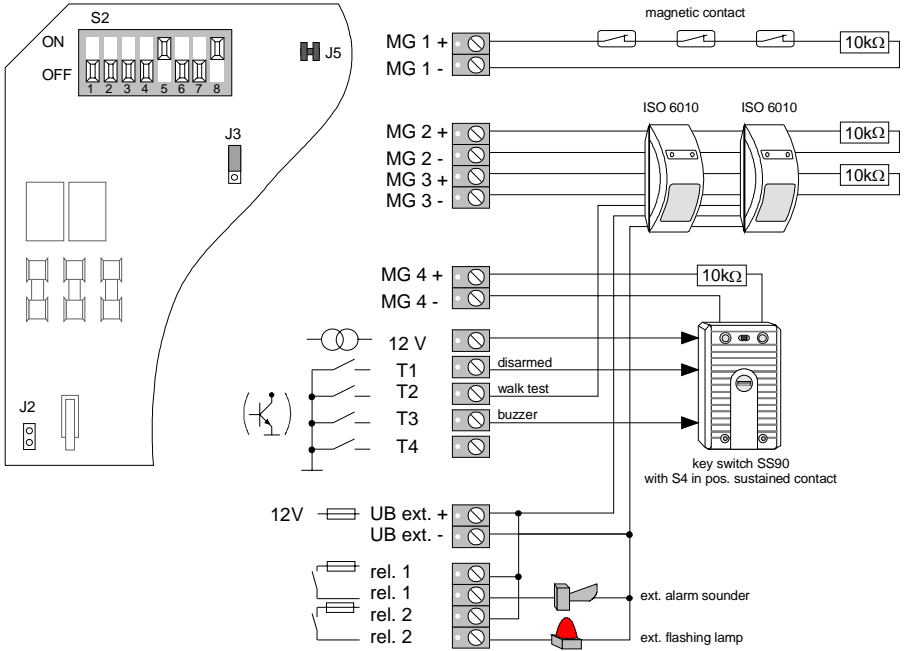 S2
ON
OFF
1 2 3 4 5 6 7 8
J5
J3
J2
magnetic contact
MG 1 +
10kΩ
MG 1 -
ISO 6010 ISO 6010
MG 2 +
10kΩ
MG 2 -
MG 3 +
10kΩ
MG 3 -
MG 4 +
10kΩ
MG 4 -
12 V
T1 disarmed
T2 walk test
T3 buzzer
T4
key switch SS90
with S4 in pos. sustained contact
12V UB ext. +
UB ext. -
rel. 1
rel. 1 ext. alarm sounder
rel. 2
rel. 2 ext. flashing lamp